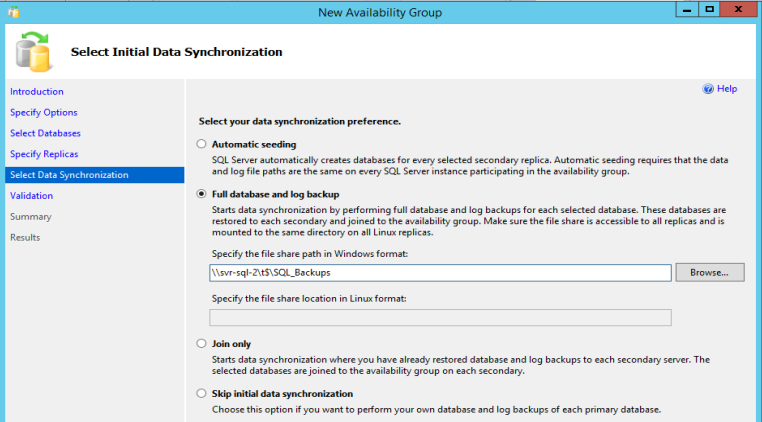 New Availability Group
Select Initial Data Synchronization
Help
Introduction
Specify Options
Select Databases
Specify Replicas
Select Data Synchronization
Validation
Summary
Results
Select your data synchronization preference.
Automatic seeding
SQL Server automatically creates databases for every selected secondary replica. Automatic seeding requires that the data
and log file paths are the same on every SQL Server instance participating in the availability group.
Full database and log backup
Starts data synchronization by performing full database and log backups for each selected database. These databases are
restored to each secondary and joined to the availability group. Make sure the file share is accessible to all replicas and is
mounted to the same directory on all Linux replicas.
Specify the file share path in Windows format:
\\svr-sql-2\t$\SQL_Backups
Browse...
Specify the file share location in Linux format:
Join only
Starts data synchronization where you have already restored database and log backups to each secondary server. The
selected databases are joined to the availability group on each secondary.
Skip initial data synchronization
Choose this option if you want to perform your own database and log backups of each primary database.